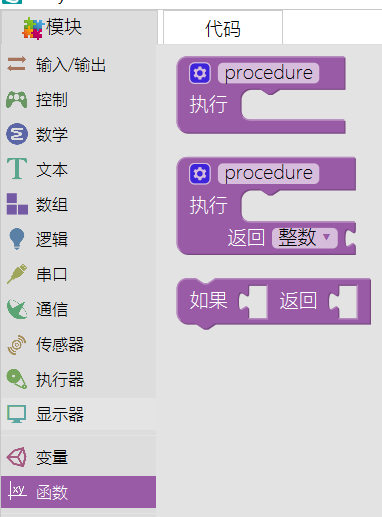 模块
代码
输入/输出
控制
数学
文本
数组
逻辑
串口
通信
传感器
执行器
显示器
变量
xy
函数
procedure
执行
procedure
执行
返回 整数
如果 返回